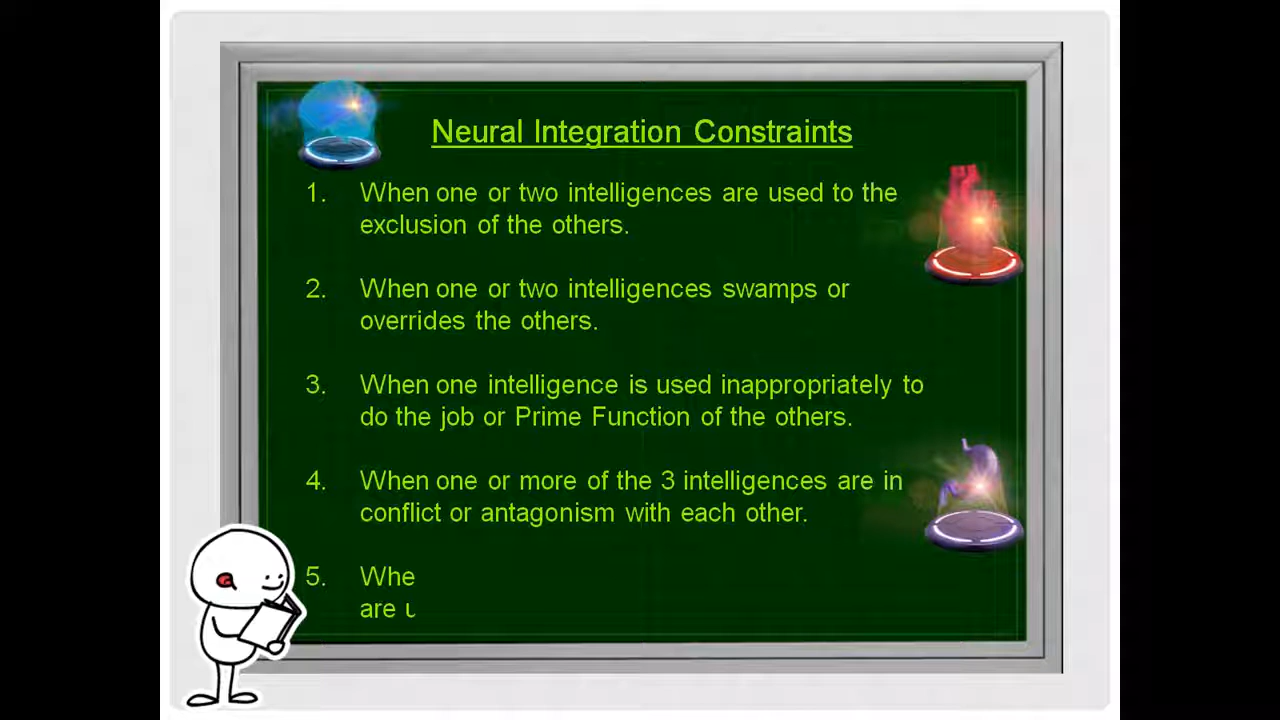 Neural Integration Constraints
1. When one or two intelligences are used to the
exclusion of the others.
2. When one or two intelligences swamps or
overrides the others.
3. When one intelligence is used inappropriately to
do the job or Prime Function of the others.
4. When one or more of the 3 intelligences are in
conflict or antagonism with each other.
5. Whe
are